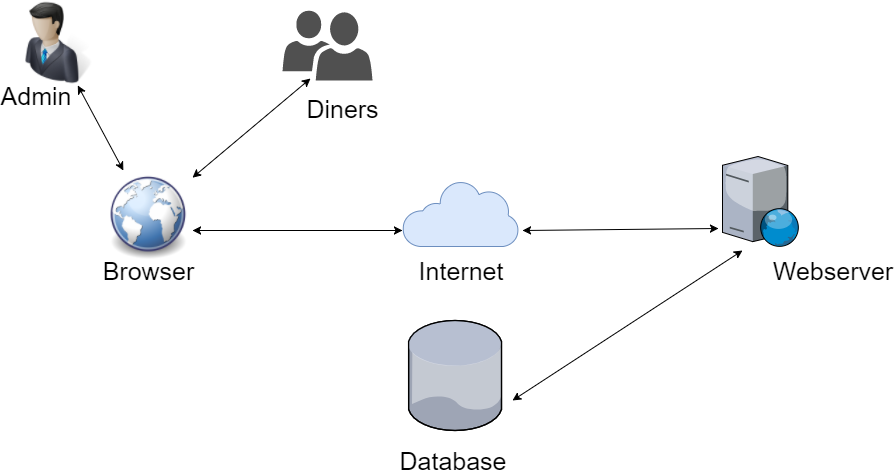 Admin
Diners
Browser
Internet
Webserver
Database